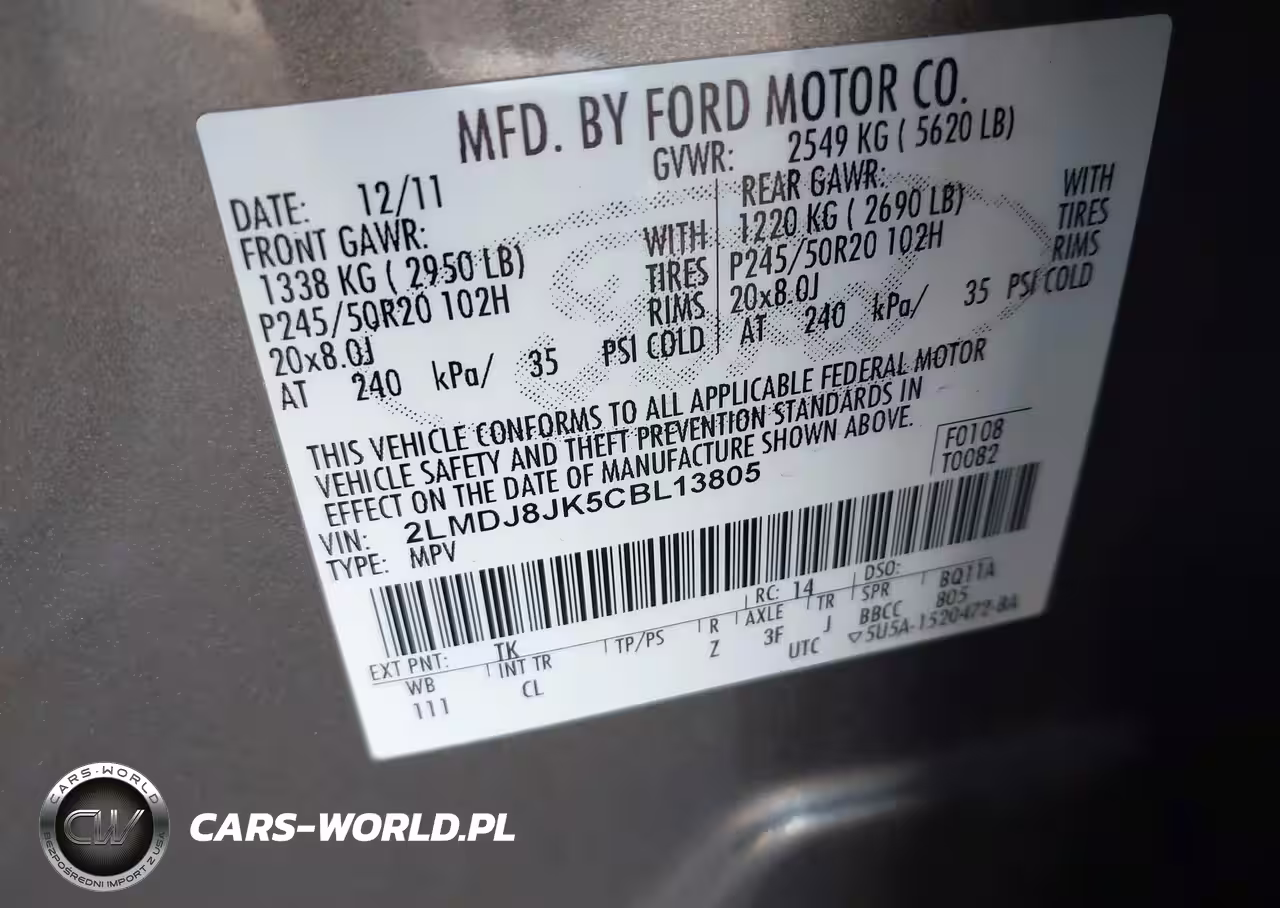 MFD. BY FORD MOTOR CO.
DATE: 12/11 GVWR: 2549 KG ( 5620 LB)
FRONT GAWR: REAR GAWR:
1338 KG ( 2950 LB) WITH 1220 KG ( 2690 LB) WITH
P245/50R20 102H TIRES P245/50R20 102H TIRES
20x8.0J RIMS 20x8.0J RIMS
AT 240 kPa/ 35 PSI COLD AT 240 kPa/ 35 PSI COLD
THIS VEHICLE CONFORMS TO ALL APPLICABLE FEDERAL MOTOR
VEHICLE SAFETY AND THEFT PREVENTION STANDARDS IN
EFFECT ON THE DATE OF MANUFACTURE SHOWN ABOVE.
VIN: 2LMDJ8JK5CBL13805 F0108
TYPE: MPV T0082
EXT PNT: TK RC: 14 DSO: BQ11A
WB INT TR TP/PS R AXLE TR SPR 805
111 CL Z 3F J BBCC
UTC ▽5U5A-1520472-BA
CARS-WORLD
CW
BEZPOŚREDNI IMPORT Z USA
CARS-WORLD.PL